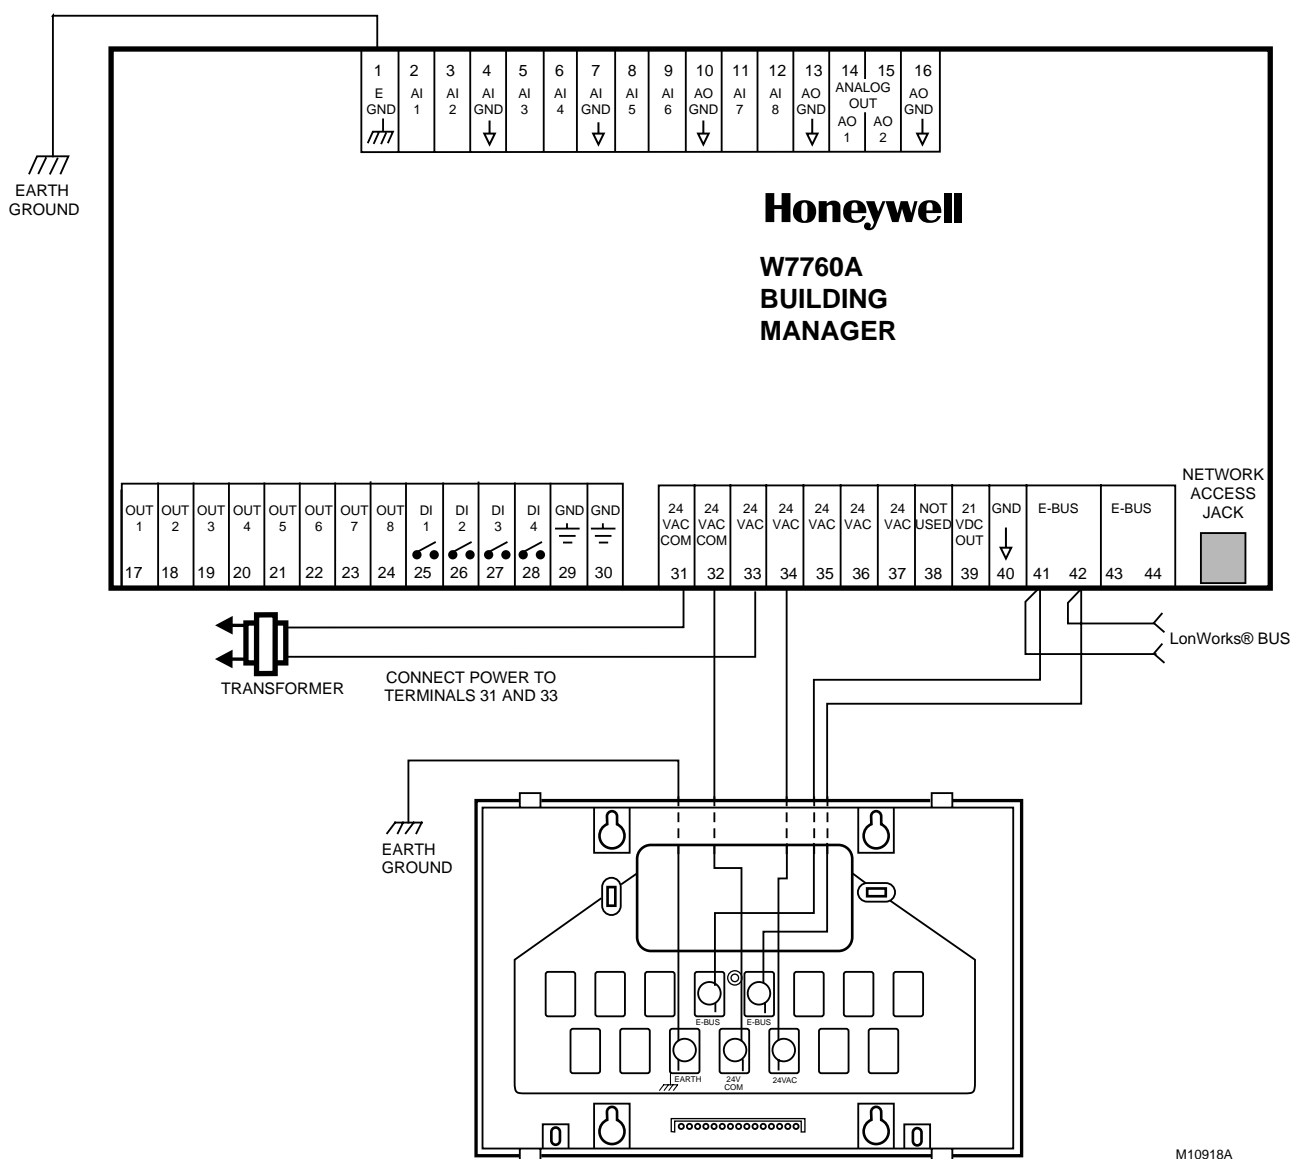 1 2 3 4 5 6 7 8 9 10 11 12 13 14 15 16
E GND AI 1 AI 2 AI GND AI 3 AI 4 AI GND AI 5 AI 6 AO GND AI 7 AI 8 AO GND ANALOG OUT AO 1 AO 2 AO GND
EARTH
GROUND
Honeywell
W7760A
BUILDING
MANAGER
NETWORK
ACCESS
JACK
OUT 1 OUT 2 OUT 3 OUT 4 OUT 5 OUT 6 OUT 7 OUT 8 DI 1 DI 2 DI 3 DI 4 GND GND
17 18 19 20 21 22 23 24 25 26 27 28 29 30
24 VAC COM 24 VAC COM 24 VAC 24 VAC 24 VAC 24 VAC 24 VAC NOT USED 21 VDC OUT GND E-BUS E-BUS
31 32 33 34 35 36 37 38 39 40 41 42 43 44
LonWorks® BUS
TRANSFORMER
CONNECT POWER TO
TERMINALS 31 AND 33
EARTH
GROUND
E-BUS E-BUS
EARTH 24V COM 24VAC
M10918A